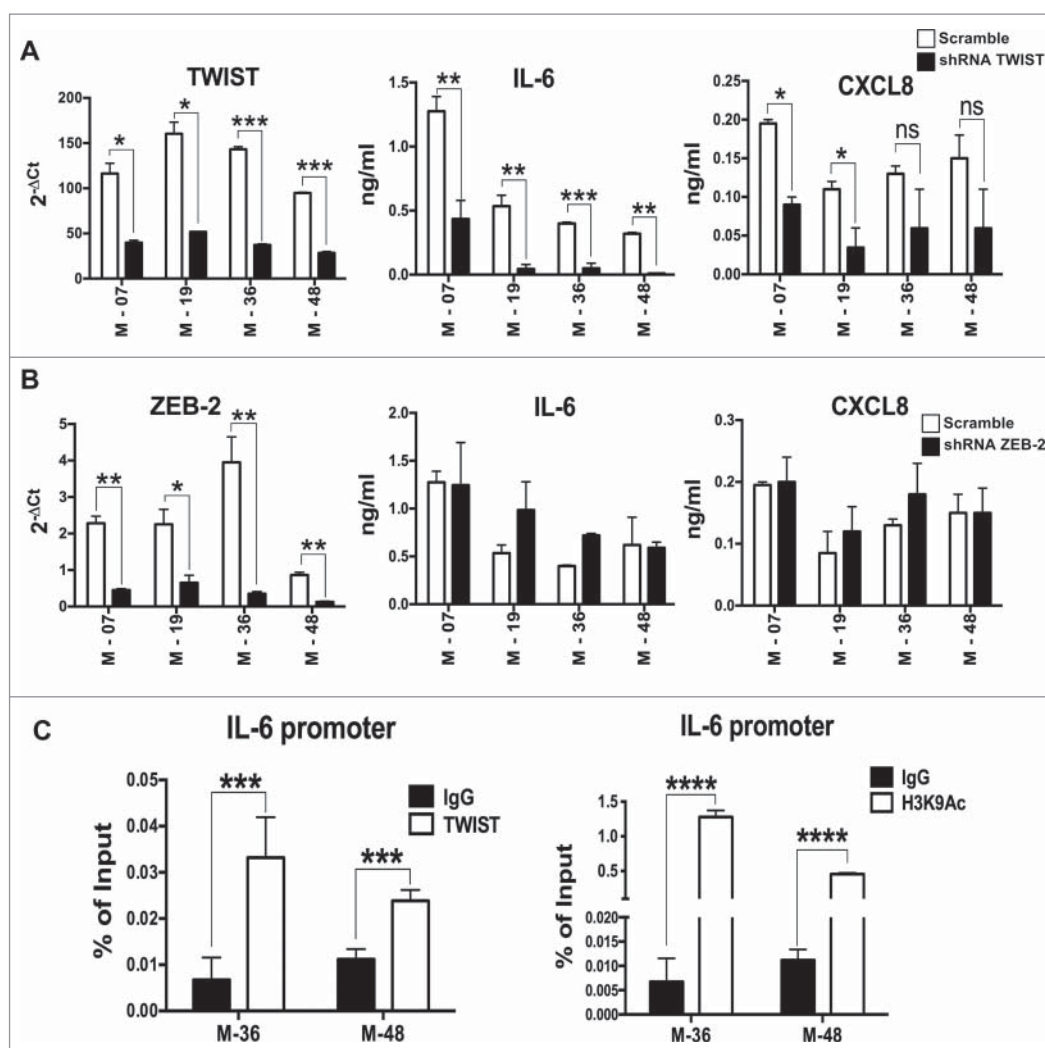 A
Scramble
shRNA TWIST
TWIST
IL-6
CXCL8
2-ΔCt
200
150
100
50
0
* * *** ***
M - 07
M - 19
M - 36
M - 48
ng/ml
1.5
1.0
0.5
0.0
** ** *** **
M - 07
M - 19
M - 36
M - 48
ng/ml
0.20
0.15
0.10
0.05
0.00
* * ns ns
M - 07
M - 19
M - 36
M - 48
B
ZEB-2
IL-6
CXCL8
Scramble
shRNA ZEB-2
2-ΔCt
5
4
3
2
1
0
** * ** **
M - 07
M - 19
M - 36
M - 48
ng/ml
2.0
1.5
1.0
0.5
0.0
M - 07
M - 19
M - 36
M - 48
ng/ml
0.3
0.2
0.1
0.0
M - 07
M - 19
M - 36
M - 48
C
IL-6 promoter
IgG
TWIST
% of Input
0.05
0.04
0.03
0.02
0.01
0.00
*** ***
M-36
M-48
IL-6 promoter
IgG
H3K9Ac
% of Input
1.5
1.0
0.5
0.020
0.015
0.010
0.005
0.000
**** ****
M-36
M-48